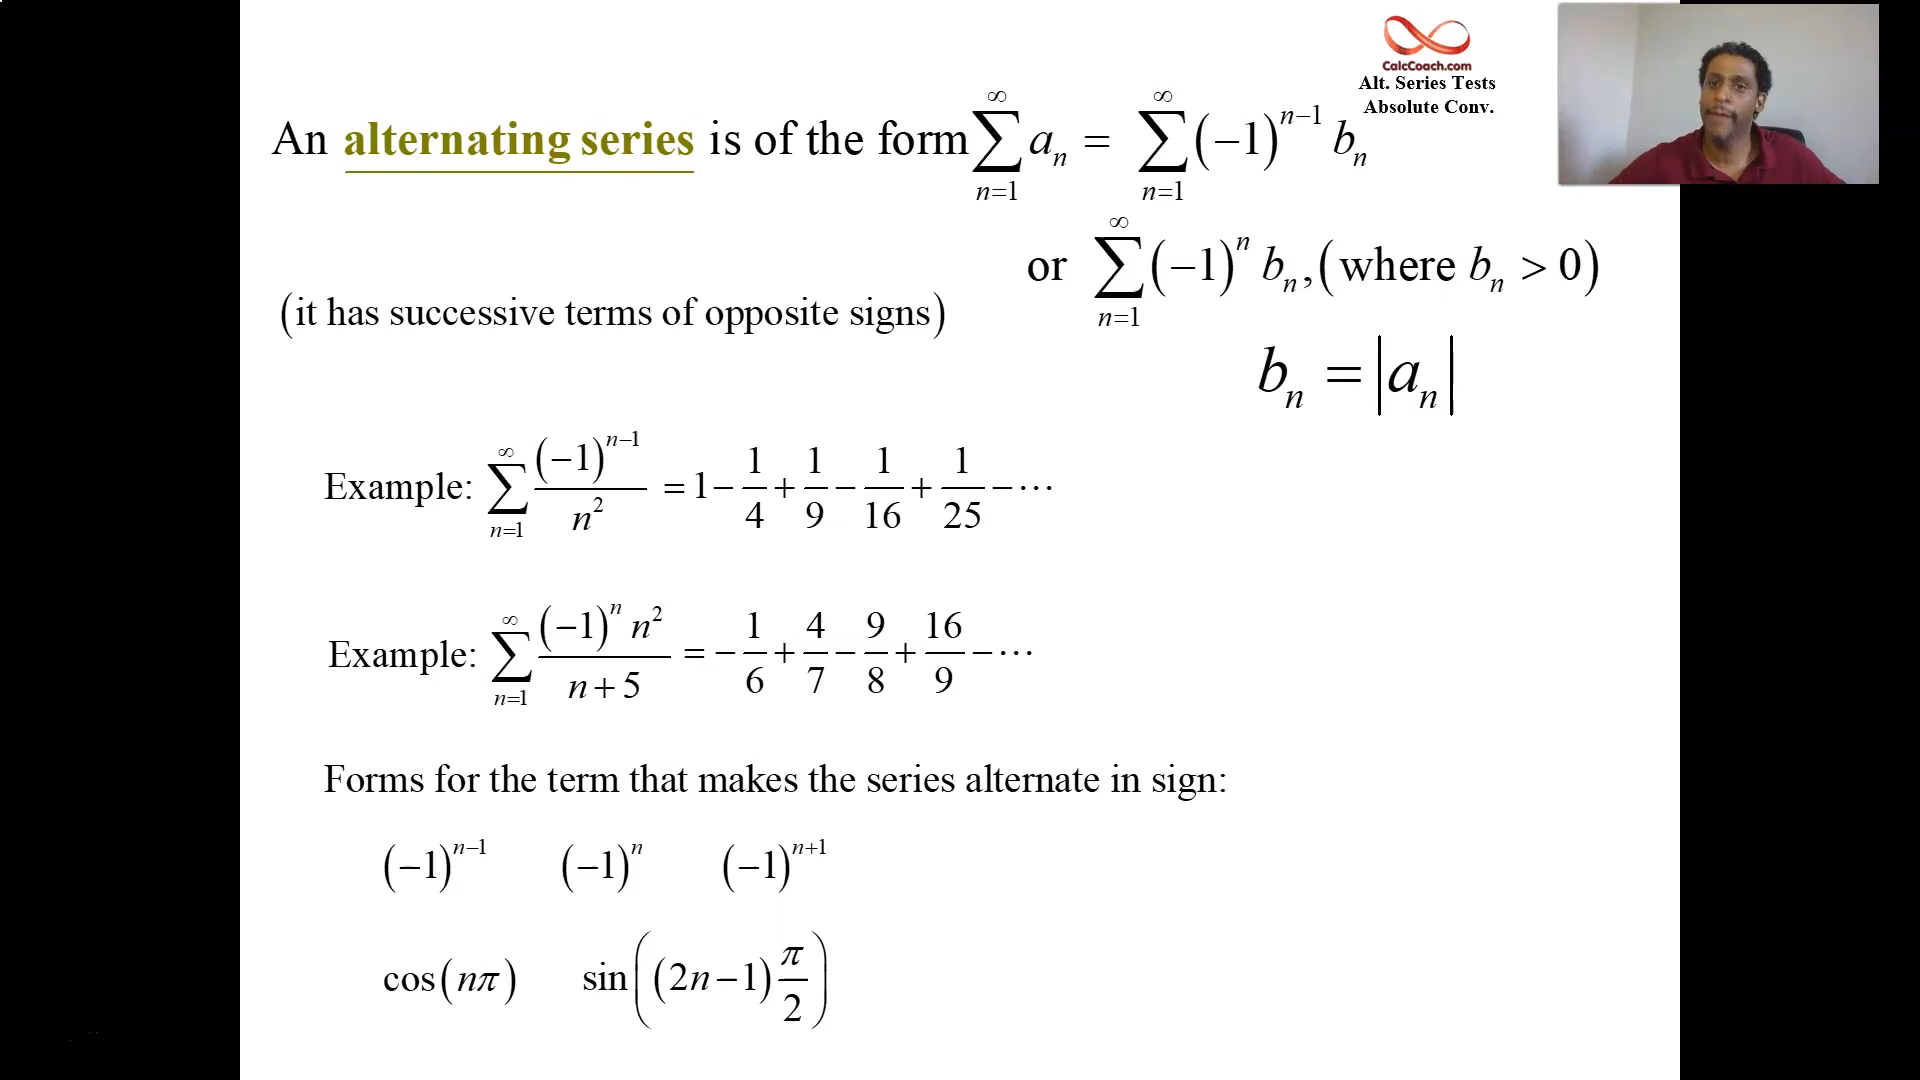 CalcCoach.com
Alt. Series Tests
Absolute Conv.
An alternating series is of the form ∑_{n=1}^{∞} a_n = ∑_{n=1}^{∞} (−1)^{n−1} b_n
or ∑_{n=1}^{∞} (−1)^n b_n, (where b_n > 0)
(it has successive terms of opposite signs)
b_n = |a_n|
Example: ∑_{n=1}^{∞} (−1)^{n−1}/n^2 = 1 − 1/4 + 1/9 − 1/16 + 1/25 − ⋯
Example: ∑_{n=1}^{∞} (−1)^n n^2/(n + 5) = − 1/6 + 4/7 − 9/8 + 16/9 − ⋯
Forms for the term that makes the series alternate in sign:
(−1)^{n−1} (−1)^n (−1)^{n+1}
cos(nπ) sin((2n − 1) π/2)